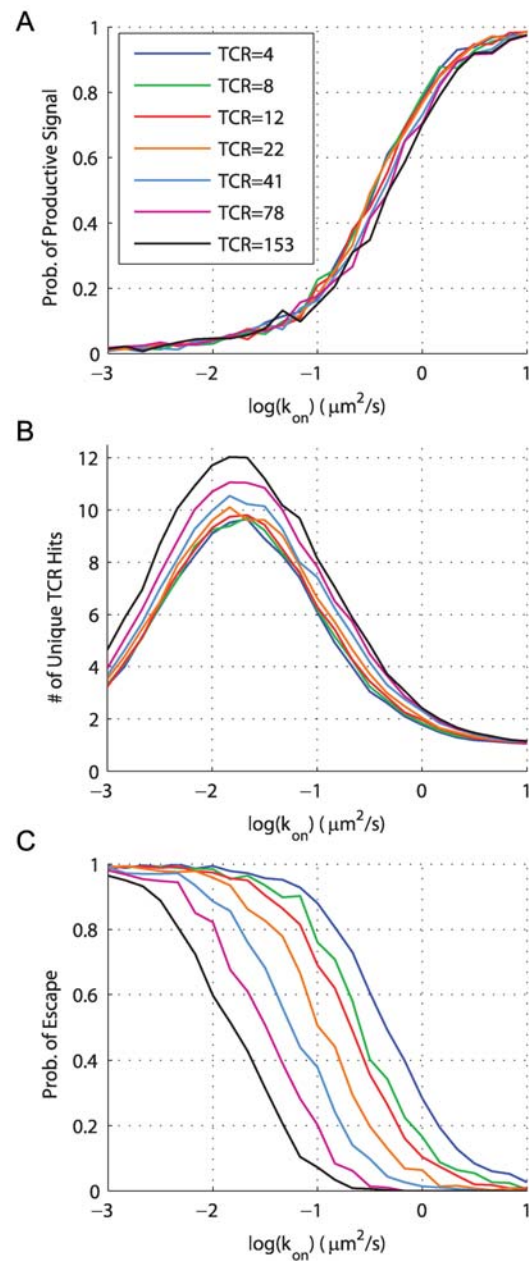 A
Prob. of Productive Signal
1
0.8
0.6
0.4
0.2
0
TCR=4
TCR=8
TCR=12
TCR=22
TCR=41
TCR=78
TCR=153
−3 −2 −1 0 1
log(kon) (μm²/s)
B
# of Unique TCR Hits
12
10
8
6
4
2
0
−3 −2 −1 0 1
log(kon) (μm²/s)
C
Prob. of Escape
1
0.8
0.6
0.4
0.2
0
−3 −2 −1 0 1
log(kon) (μm²/s)